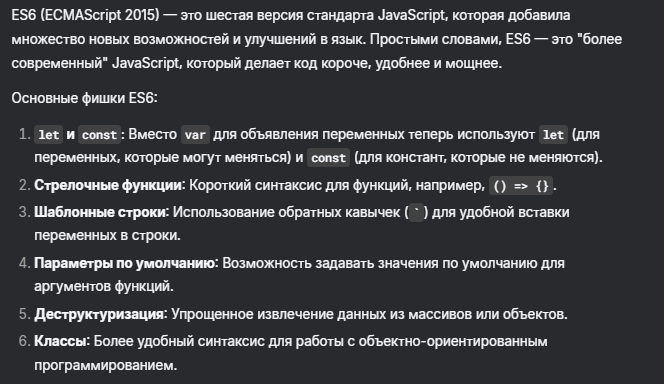 ES6 (ECMAScript 2015) — это шестая версия стандарта JavaScript, которая добавила
множество новых возможностей и улучшений в язык. Простыми словами, ES6 — это "более
современный" JavaScript, который делает код короче, удобнее и мощнее.
Основные фишки ES6:
1. let и const: Вместо var для объявления переменных теперь используют let (для
переменных, которые могут меняться) и const (для констант, которые не меняются).
2. Стрелочные функции: Короткий синтаксис для функций, например, () => {}.
3. Шаблонные строки: Использование обратных кавычек (`) для удобной вставки
переменных в строки.
4. Параметры по умолчанию: Возможность задавать значения по умолчанию для
аргументов функций.
5. Деструктуризация: Упрощенное извлечение данных из массивов или объектов.
6. Классы: Более удобный синтаксис для работы с объектно-ориентированным
программированием.